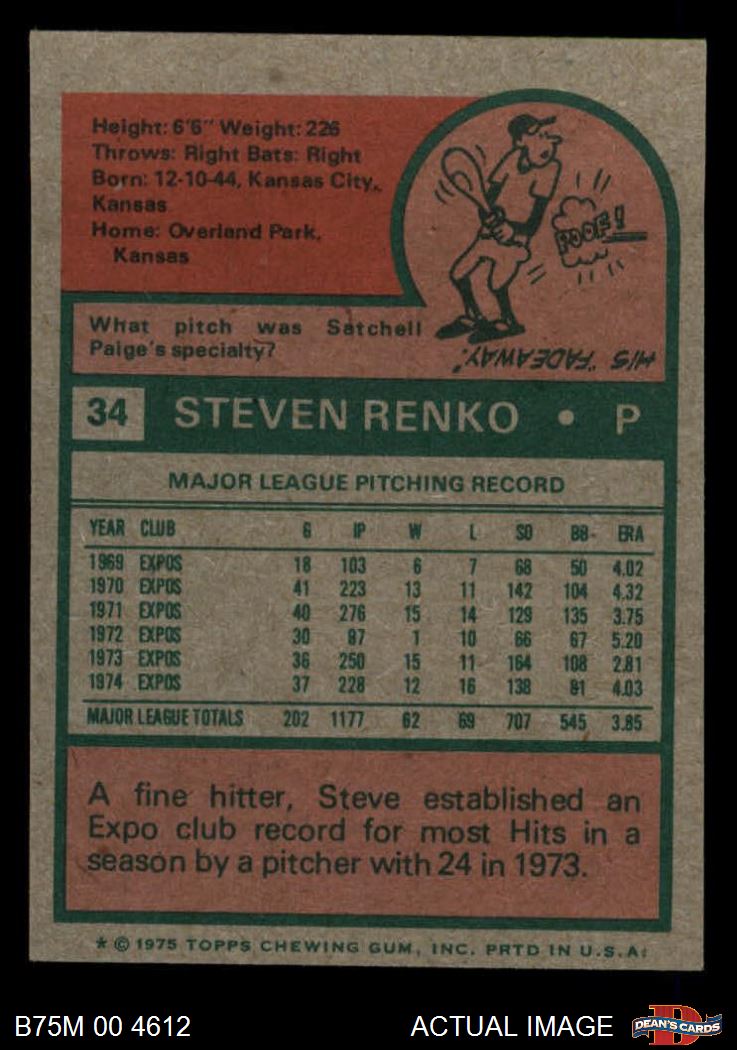 Height: 6'6" Weight: 226
Throws: Right Bats: Right
Born: 12-10-44, Kansas City,
Kansas
Home: Overland Park,
Kansas
POOF!
What pitch was Satchell
Paige's specialty?
HIS "FADEAWAY."
34 STEVEN RENKO • P
MAJOR LEAGUE PITCHING RECORD
YEAR CLUB G IP W L SO BB ERA
1969 EXPOS 18 103 6 7 68 50 4.02
1970 EXPOS 41 223 13 11 142 104 4.32
1971 EXPOS 40 276 15 14 129 135 3.75
1972 EXPOS 30 97 1 10 66 67 5.20
1973 EXPOS 36 250 15 11 164 108 2.81
1974 EXPOS 37 228 12 16 138 81 4.03
MAJOR LEAGUE TOTALS 202 1177 62 69 707 545 3.85
A fine hitter, Steve established an
Expo club record for most Hits in a
season by a pitcher with 24 in 1973.
* © 1975 TOPPS CHEWING GUM, INC. PRTD IN U.S.A.
B75M 00 4612 ACTUAL IMAGE D DEAN'S CARDS